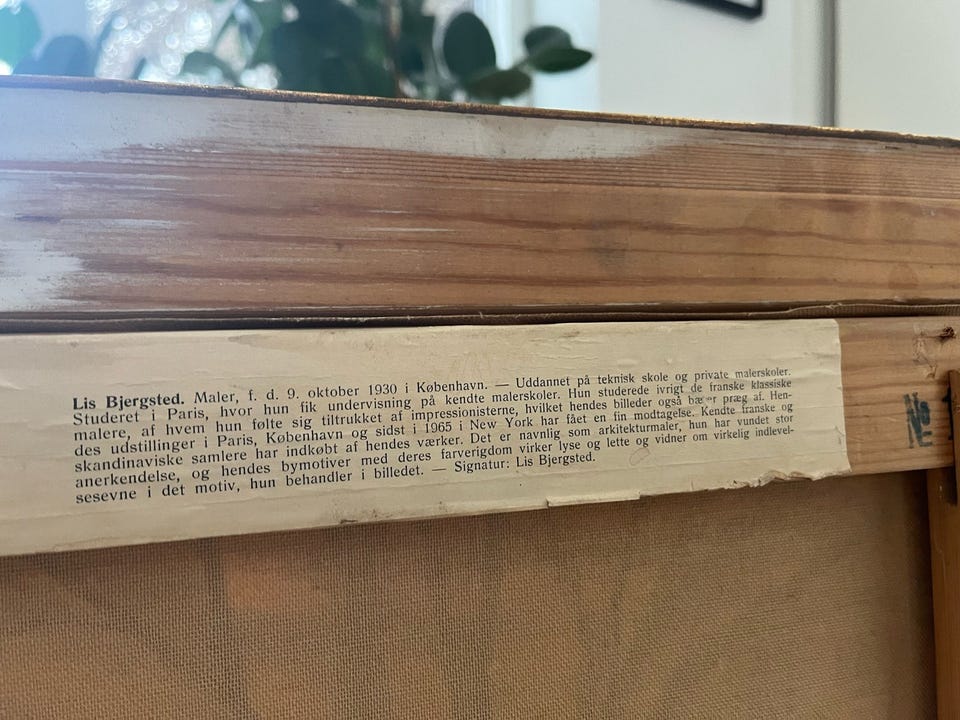 Lis Bjergsted. Maler, f. d. 9. oktober 1930 i København. — Uddannet på teknisk skole og private malerskoler.
Studeret i Paris, hvor hun fik undervisning på kendte malerskoler. Hun studerede ivrigt de franske klassiske
malere, af hvem hun følte sig tiltrukket af impressionisterne, hvilket hendes billeder også præg af. Hen-
des udstillinger i Paris, København og sidst i 1965 i New York har fået en fin modtagelse. Kendte franske og
skandinaviske samlere har indkøbt af hendes værker. Det er navnlig som arkitekturmaler, hun har vundet stor
anerkendelse, og hendes bymotiver med deres farverigdom virker lyse og lette og vidner om virkelig indlevel-
sesevne i det motiv, hun behandler i billedet. — Signatur: Lis Bjergsted.
№